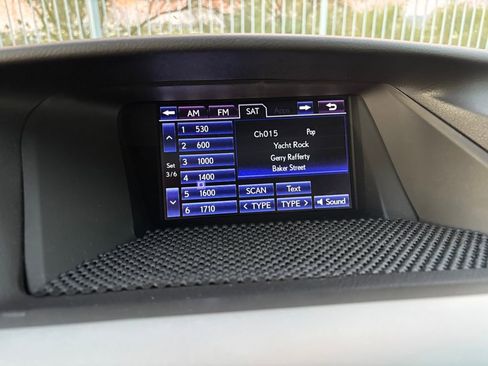 AM FM SAT Apps
1 530
2 600
Set 3 1000
3/6 4 1400
5 1600
6 1710
Ch015 Pop
Yacht Rock
Gerry Rafferty
Baker Street
SCAN Text
< TYPE TYPE > Sound